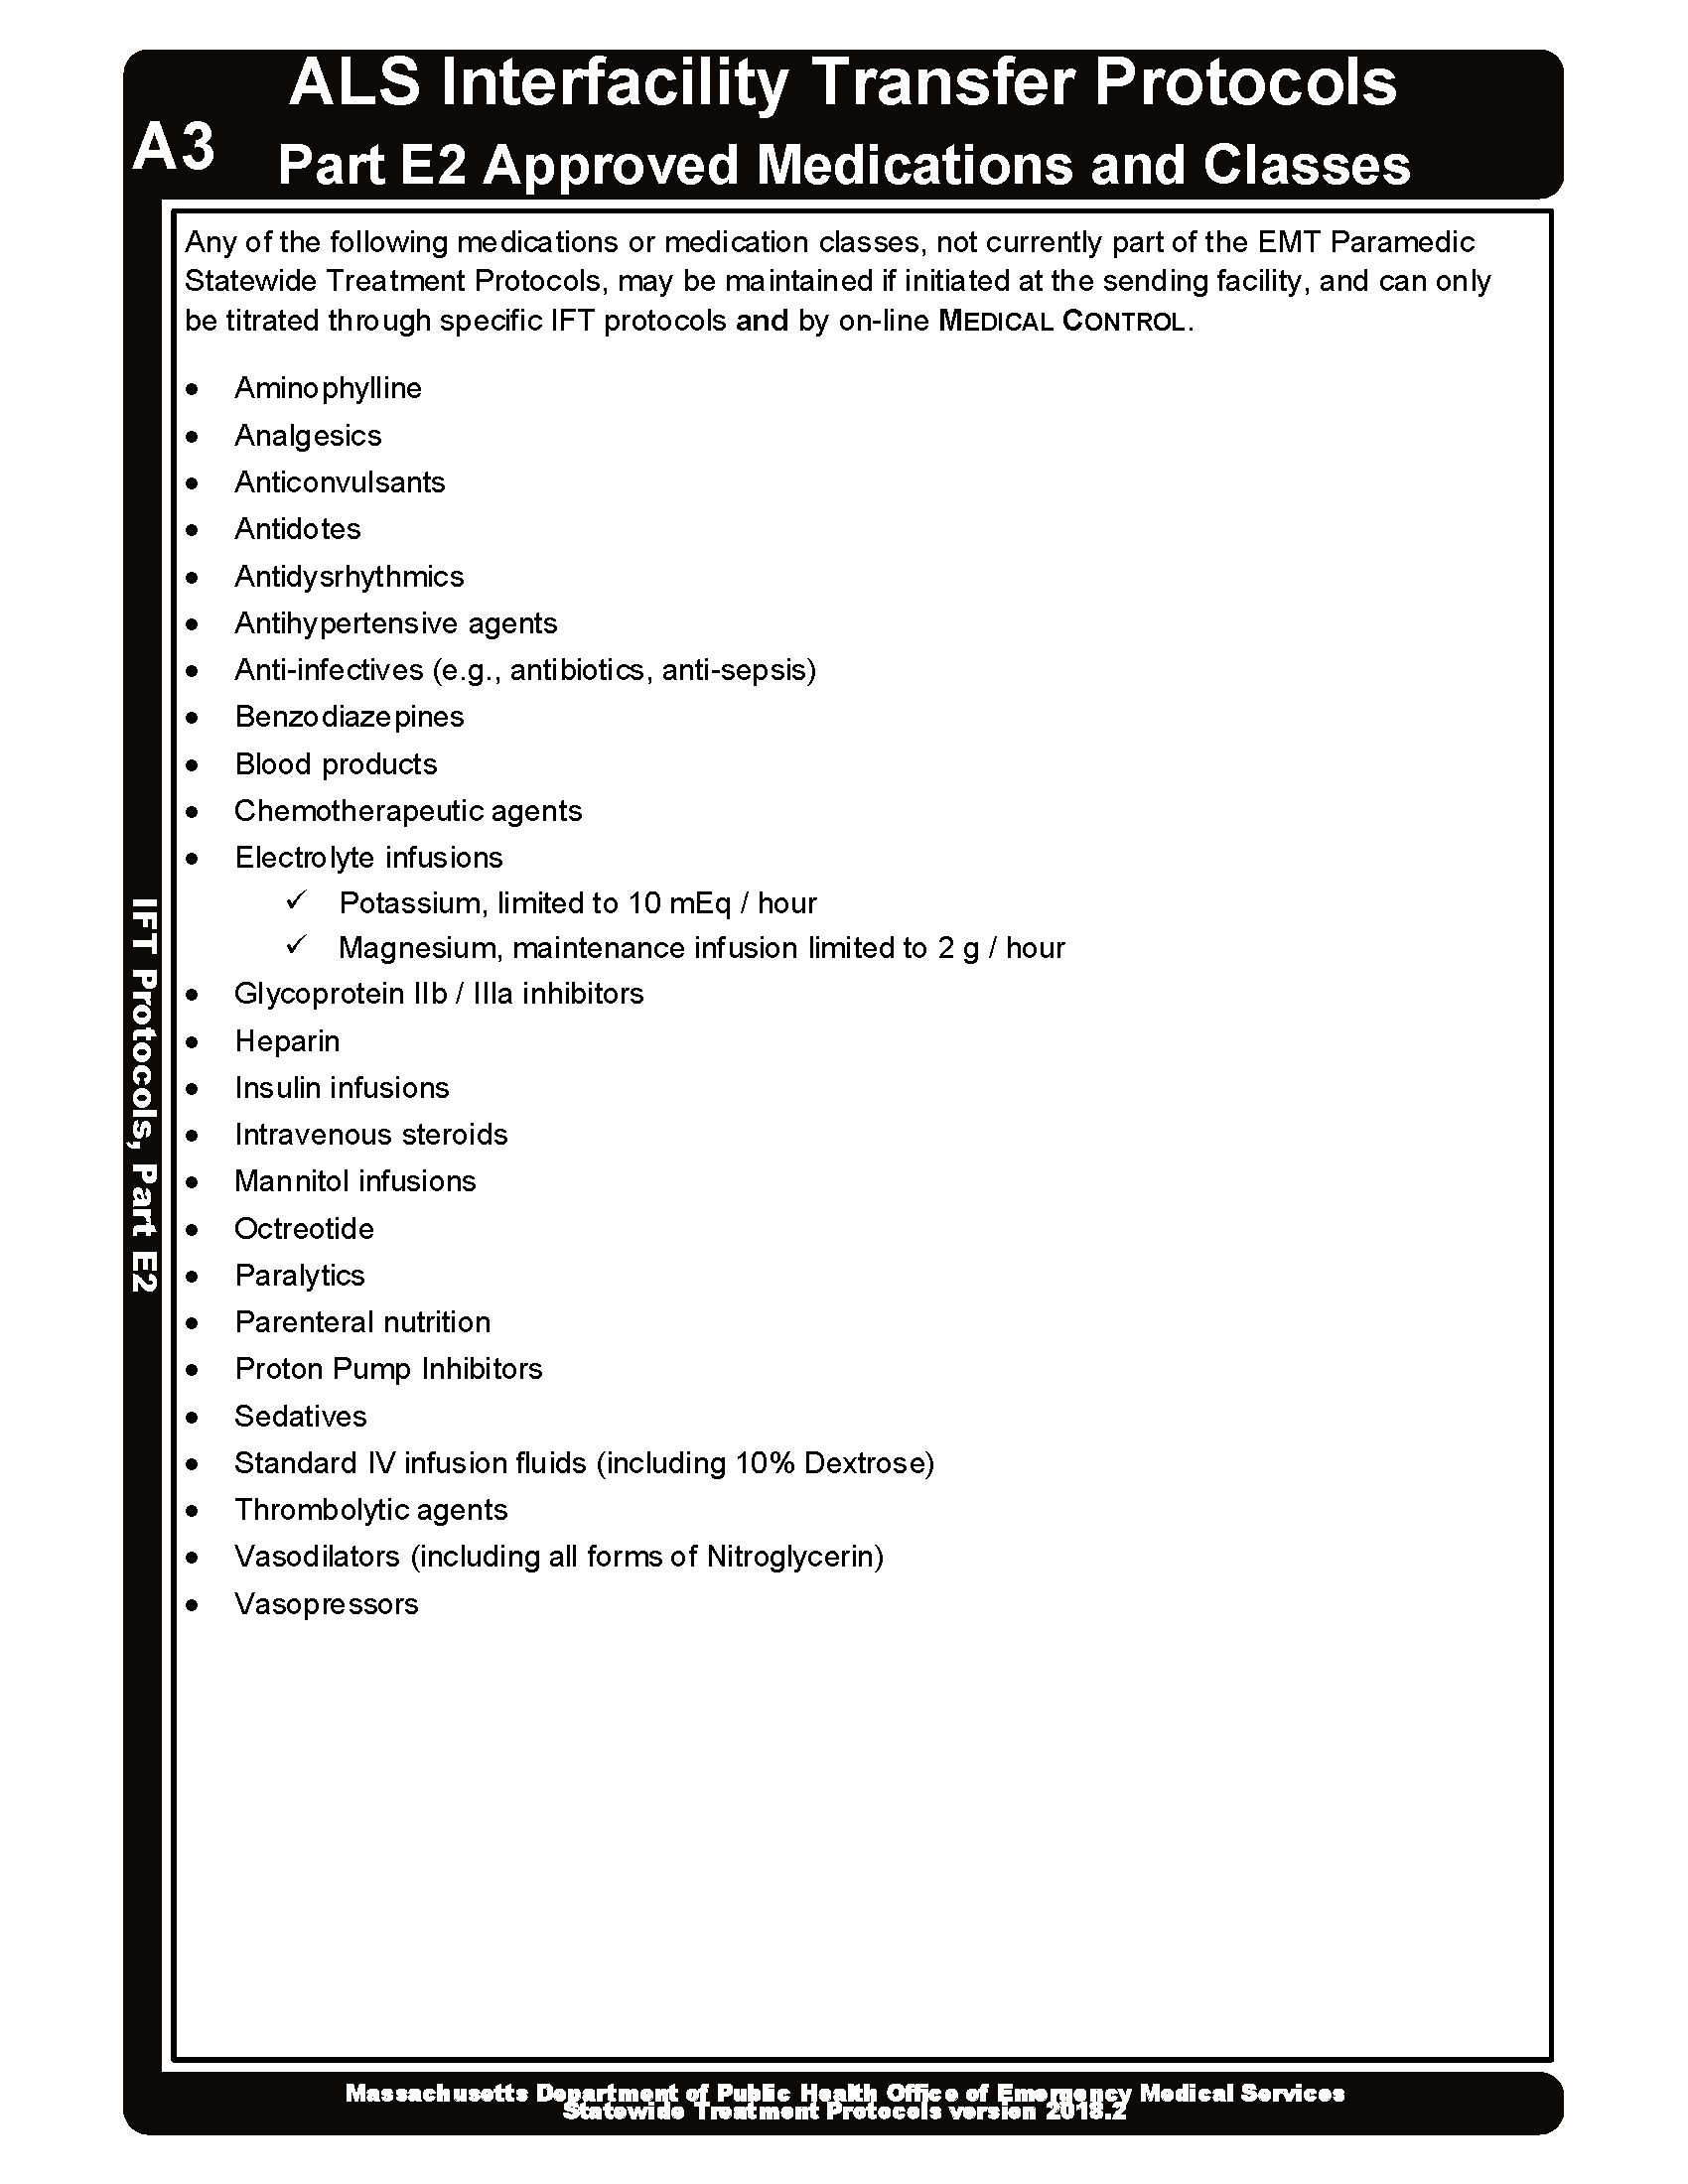 ALS Interfacility Transfer Protocols
A3
Part E2 Approved Medications and Classes
Any of the following medications or medication classes, not currently part of the EMT Paramedic
Statewide Treatment Protocols, may be maintained if initiated at the sending facility, and can only
be titrated through specific IFT protocols and by on-line MEDICAL CONTROL.
• Aminophylline
• Analgesics
• Anticonvulsants
• Antidotes
• Antidysrhythmics
• Antihypertensive agents
• Anti-infectives (e.g., antibiotics, anti-sepsis)
• Benzodiazepines
• Blood products
• Chemotherapeutic agents
• Electrolyte infusions
✓ Potassium, limited to 10 mEq / hour
✓ Magnesium, maintenance infusion limited to 2 g / hour
• Glycoprotein IIb / IIIa inhibitors
• Heparin
• Insulin infusions
• Intravenous steroids
• Mannitol infusions
• Octreotide
• Paralytics
• Parenteral nutrition
• Proton Pump Inhibitors
• Sedatives
• Standard IV infusion fluids (including 10% Dextrose)
• Thrombolytic agents
• Vasodilators (including all forms of Nitroglycerin)
• Vasopressors
IFT Protocols, Part E2
Massachusetts Department of Public Health Office of Emergency Medical Services
Statewide Treatment Protocols version 2018.2